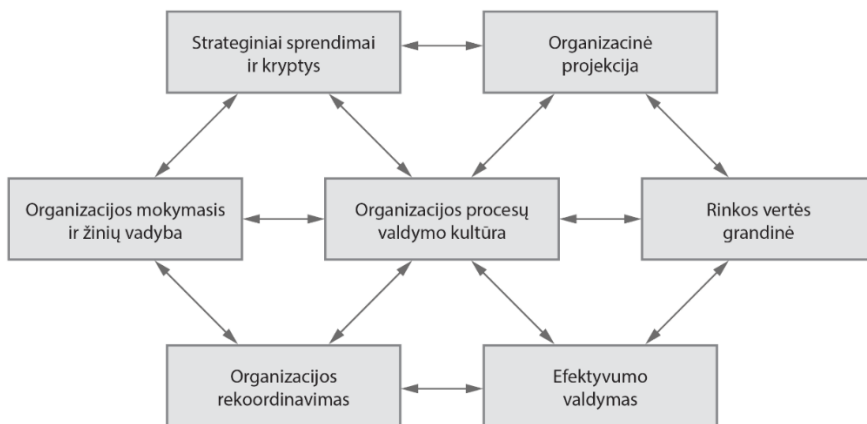 Strateginiai sprendimai
ir kryptys
Organizacinė
projekcija
Organizacijos mokymasis
ir žinių vadyba
Organizacijos procesų
valdymo kultūra
Rinkos vertės
grandinė
Organizacijos
rekoordinavimas
Efektyvumo
valdymas